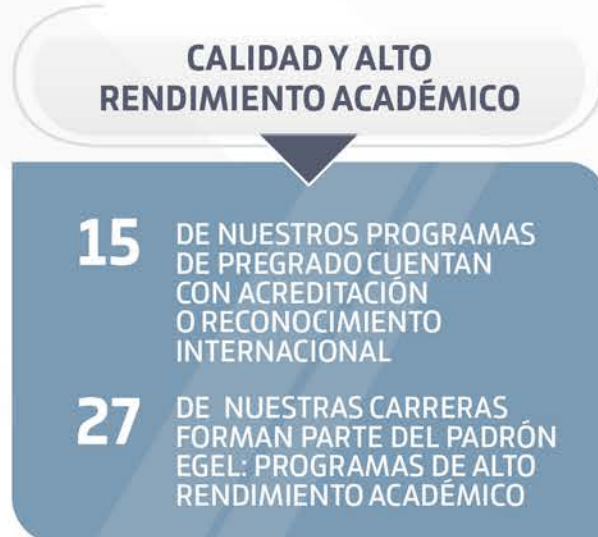 CALIDAD Y ALTO
RENDIMIENTO ACADÉMICO
15 DE NUESTROS PROGRAMAS
DE PREGRADO CUENTAN
CON ACREDITACIÓN
O RECONOCIMIENTO
INTERNACIONAL
27 DE NUESTRAS CARRERAS
FORMAN PARTE DEL PADRÓN
EGEL: PROGRAMAS DE ALTO
RENDIMIENTO ACADÉMICO